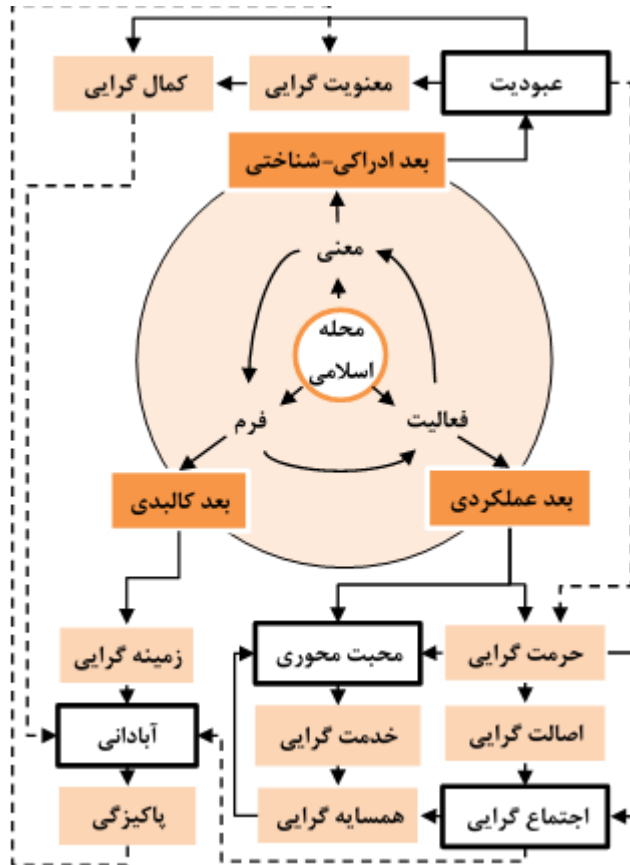 عبودیت
معنویت گرایی
کمال گرایی
بعد ادراکی-شناختی
معنی
محله
اسلامی
فعالیت
فرم
بعد عملکردی
بعد کالبدی
حرمت گرایی
محبت محوری
زمینه گرایی
اصالت گرایی
خدمت گرایی
آبادانی
اجتماع گرایی
همسایه گرایی
پاکیزگی